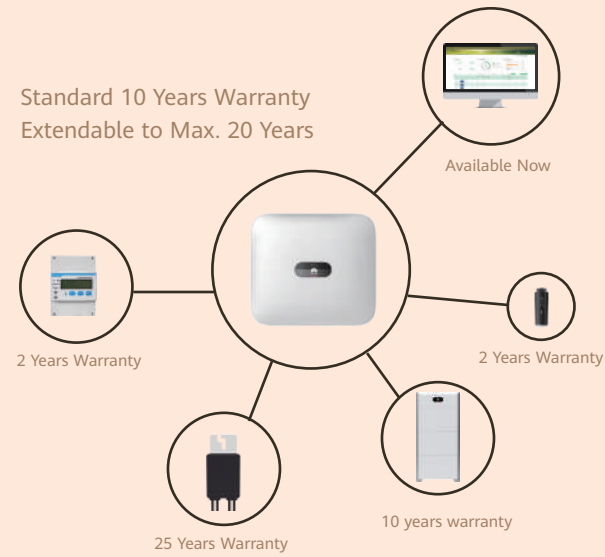 Standard 10 Years Warranty
Extendable to Max. 20 Years
Available Now
2 Years Warranty
2 Years Warranty
10 years warranty
25 Years Warranty